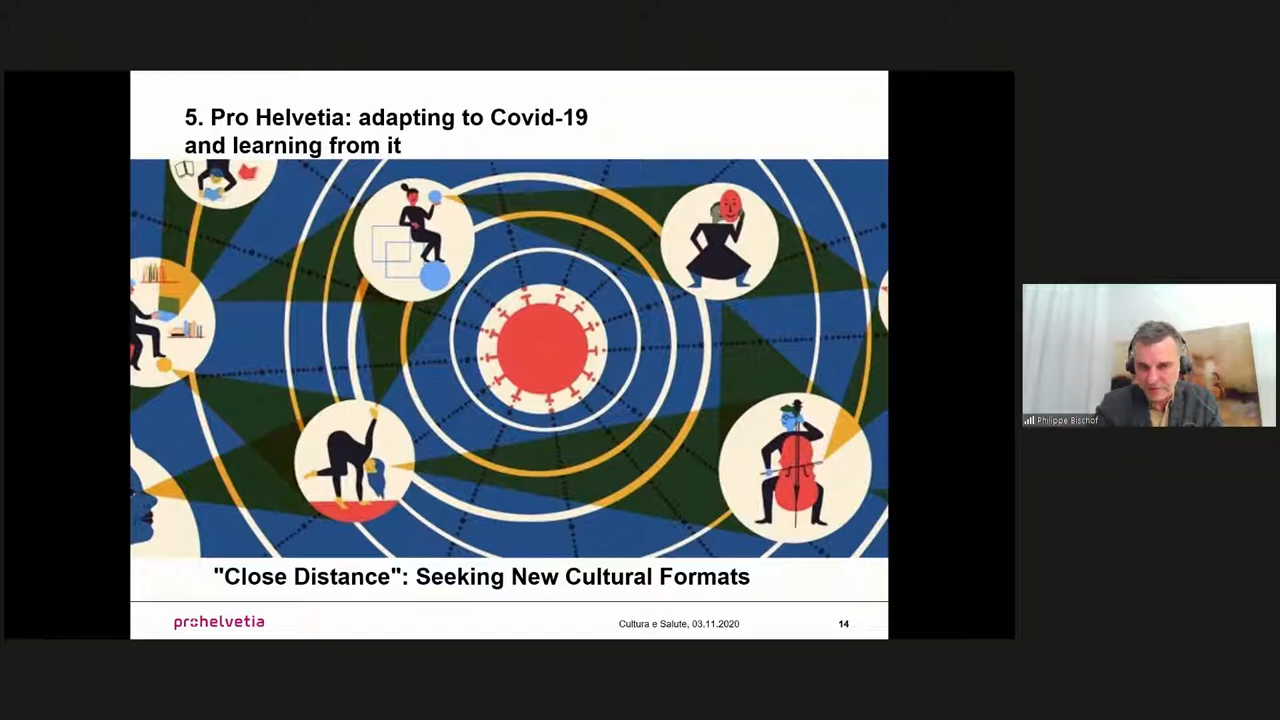 5. Pro Helvetia: adapting to Covid-19
and learning from it
"Close Distance": Seeking New Cultural Formats
prohelvetia
Cultura e Salute, 03.11.2020
14
Philippe Bischof